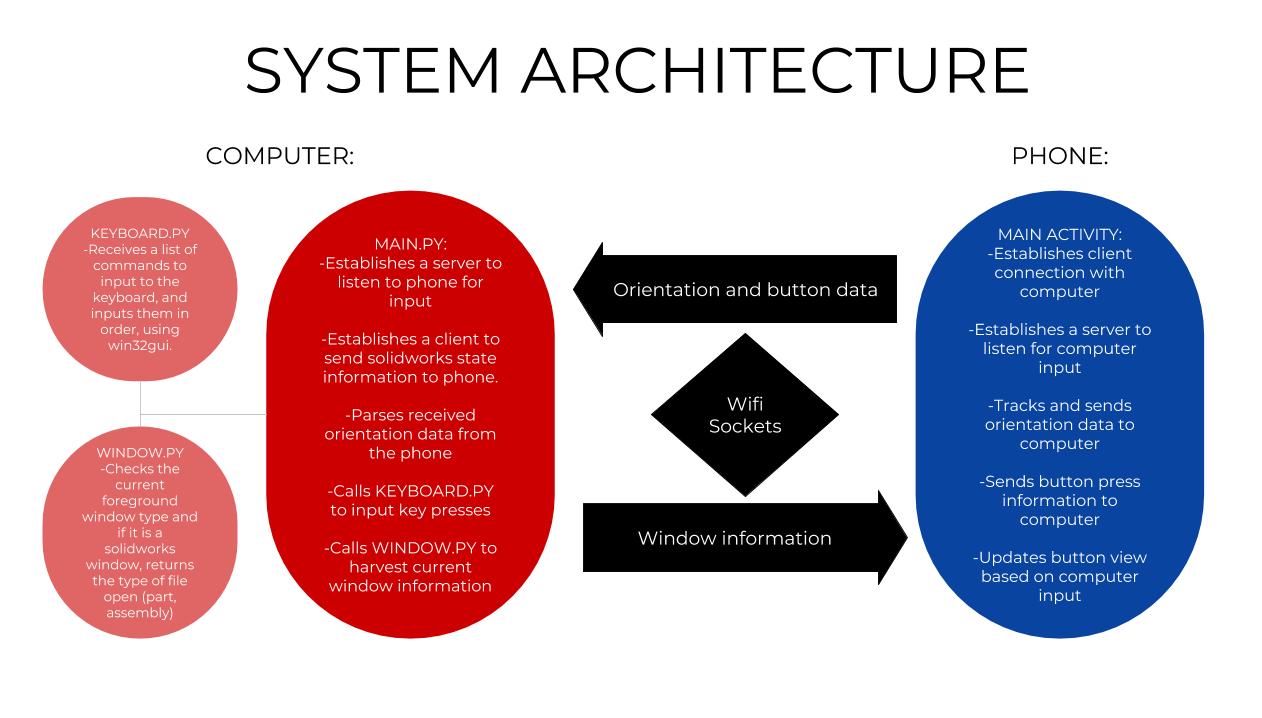 SYSTEM ARCHITECTURE
COMPUTER:
PHONE:
KEYBOARD.PY
-Receives a list of
commands to
input to the
keyboard, and
inputs them in
order, using
win32gui.
WINDOW.PY
-Checks the
current
foreground
window type and
if it is a
solidworks
window, returns
the type of file
open (part,
assembly)
MAIN.PY:
-Establishes a server to
listen to phone for
input
-Establishes a client to
send solidworks state
information to phone.
-Parses received
orientation data from
the phone
-Calls KEYBOARD.PY
to input key presses
-Calls WINDOW.PY to
harvest current
window information
Orientation and button data
Wifi
Sockets
Window information
MAIN ACTIVITY:
-Establishes client
connection with
computer
-Establishes a server to
listen for computer
input
-Tracks and sends
orientation data to
computer
-Sends button press
information to
computer
-Updates button view
based on computer
input